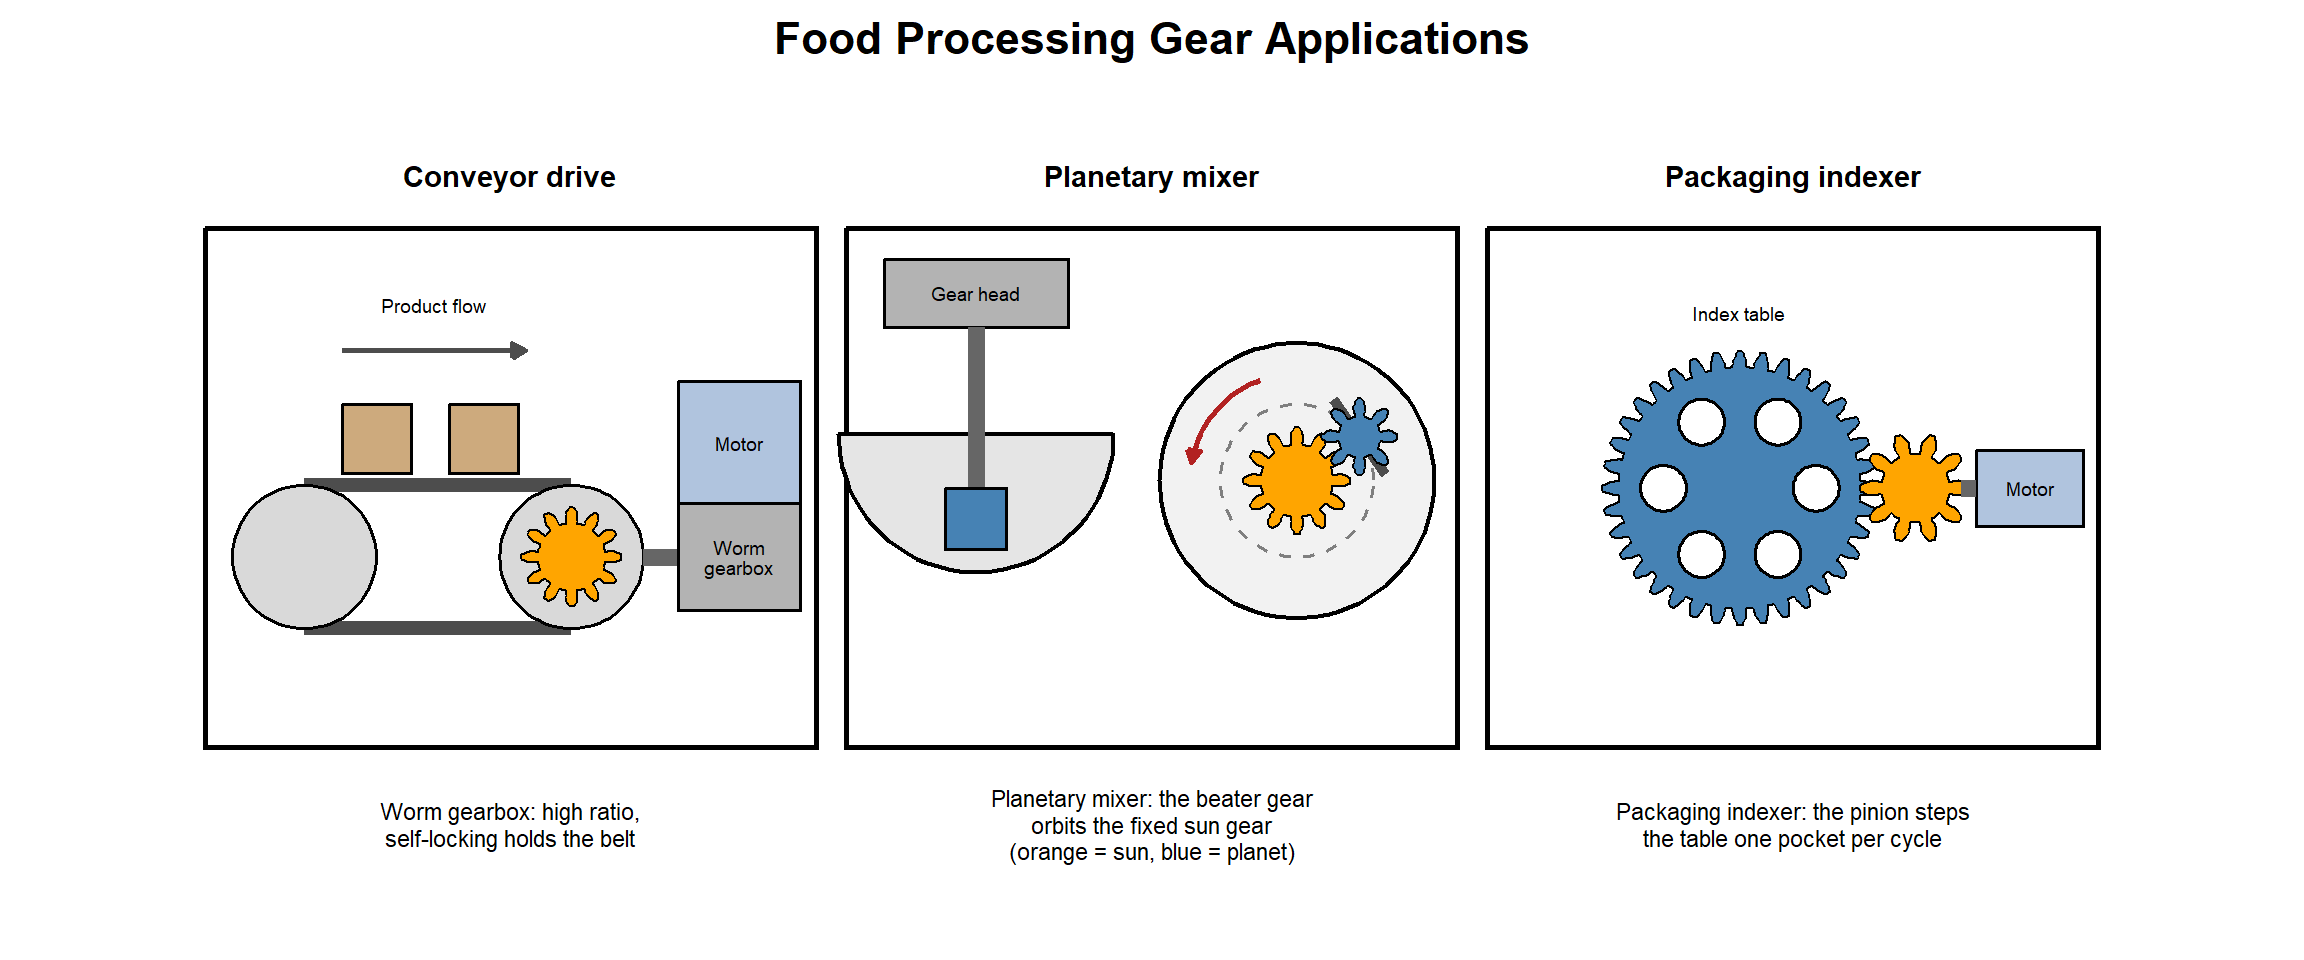 Food Processing Gear Applications
Conveyor drive
Planetary mixer
Packaging indexer
Product flow
Motor
Worm
gearbox
Gear head
Index table
Motor
Worm gearbox: high ratio,
self-locking holds the belt
Planetary mixer: the beater gear
orbits the fixed sun gear
(orange = sun, blue = planet)
Packaging indexer: the pinion steps
the table one pocket per cycle